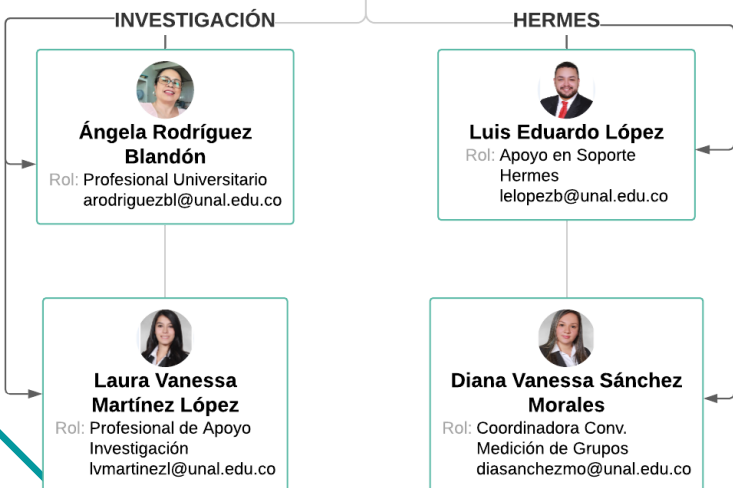 INVESTIGACIÓN
Ángela Rodríguez
Blandón
Rol: Profesional Universitario
arodriguezbl@unal.edu.co
Laura Vanessa
Martínez López
Rol: Profesional de Apoyo
Investigación
lvmartinezl@unal.edu.co
HERMES
Luis Eduardo López
Rol: Apoyo en Soporte
Hermes
lelopezb@unal.edu.co
Diana Vanessa Sánchez
Morales
Rol: Coordinadora Conv.
Medición de Grupos
diasanchezmo@unal.edu.co